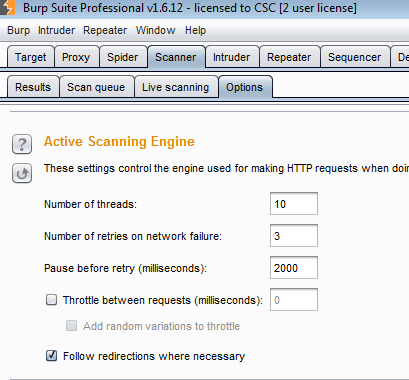 Burp Suite Professional v1.6.12 - licensed to CSC [2 user license]
Burp Intruder Repeater Window Help
Target Proxy Spider Scanner Intruder Repeater Sequencer De
Results Scan queue Live scanning Options
? Active Scanning Engine
These settings control the engine used for making HTTP requests when doin
Number of threads: 10
Number of retries on network failure: 3
Pause before retry (milliseconds): 2000
Throttle between requests (milliseconds): 0
Add random variations to throttle
Follow redirections where necessary